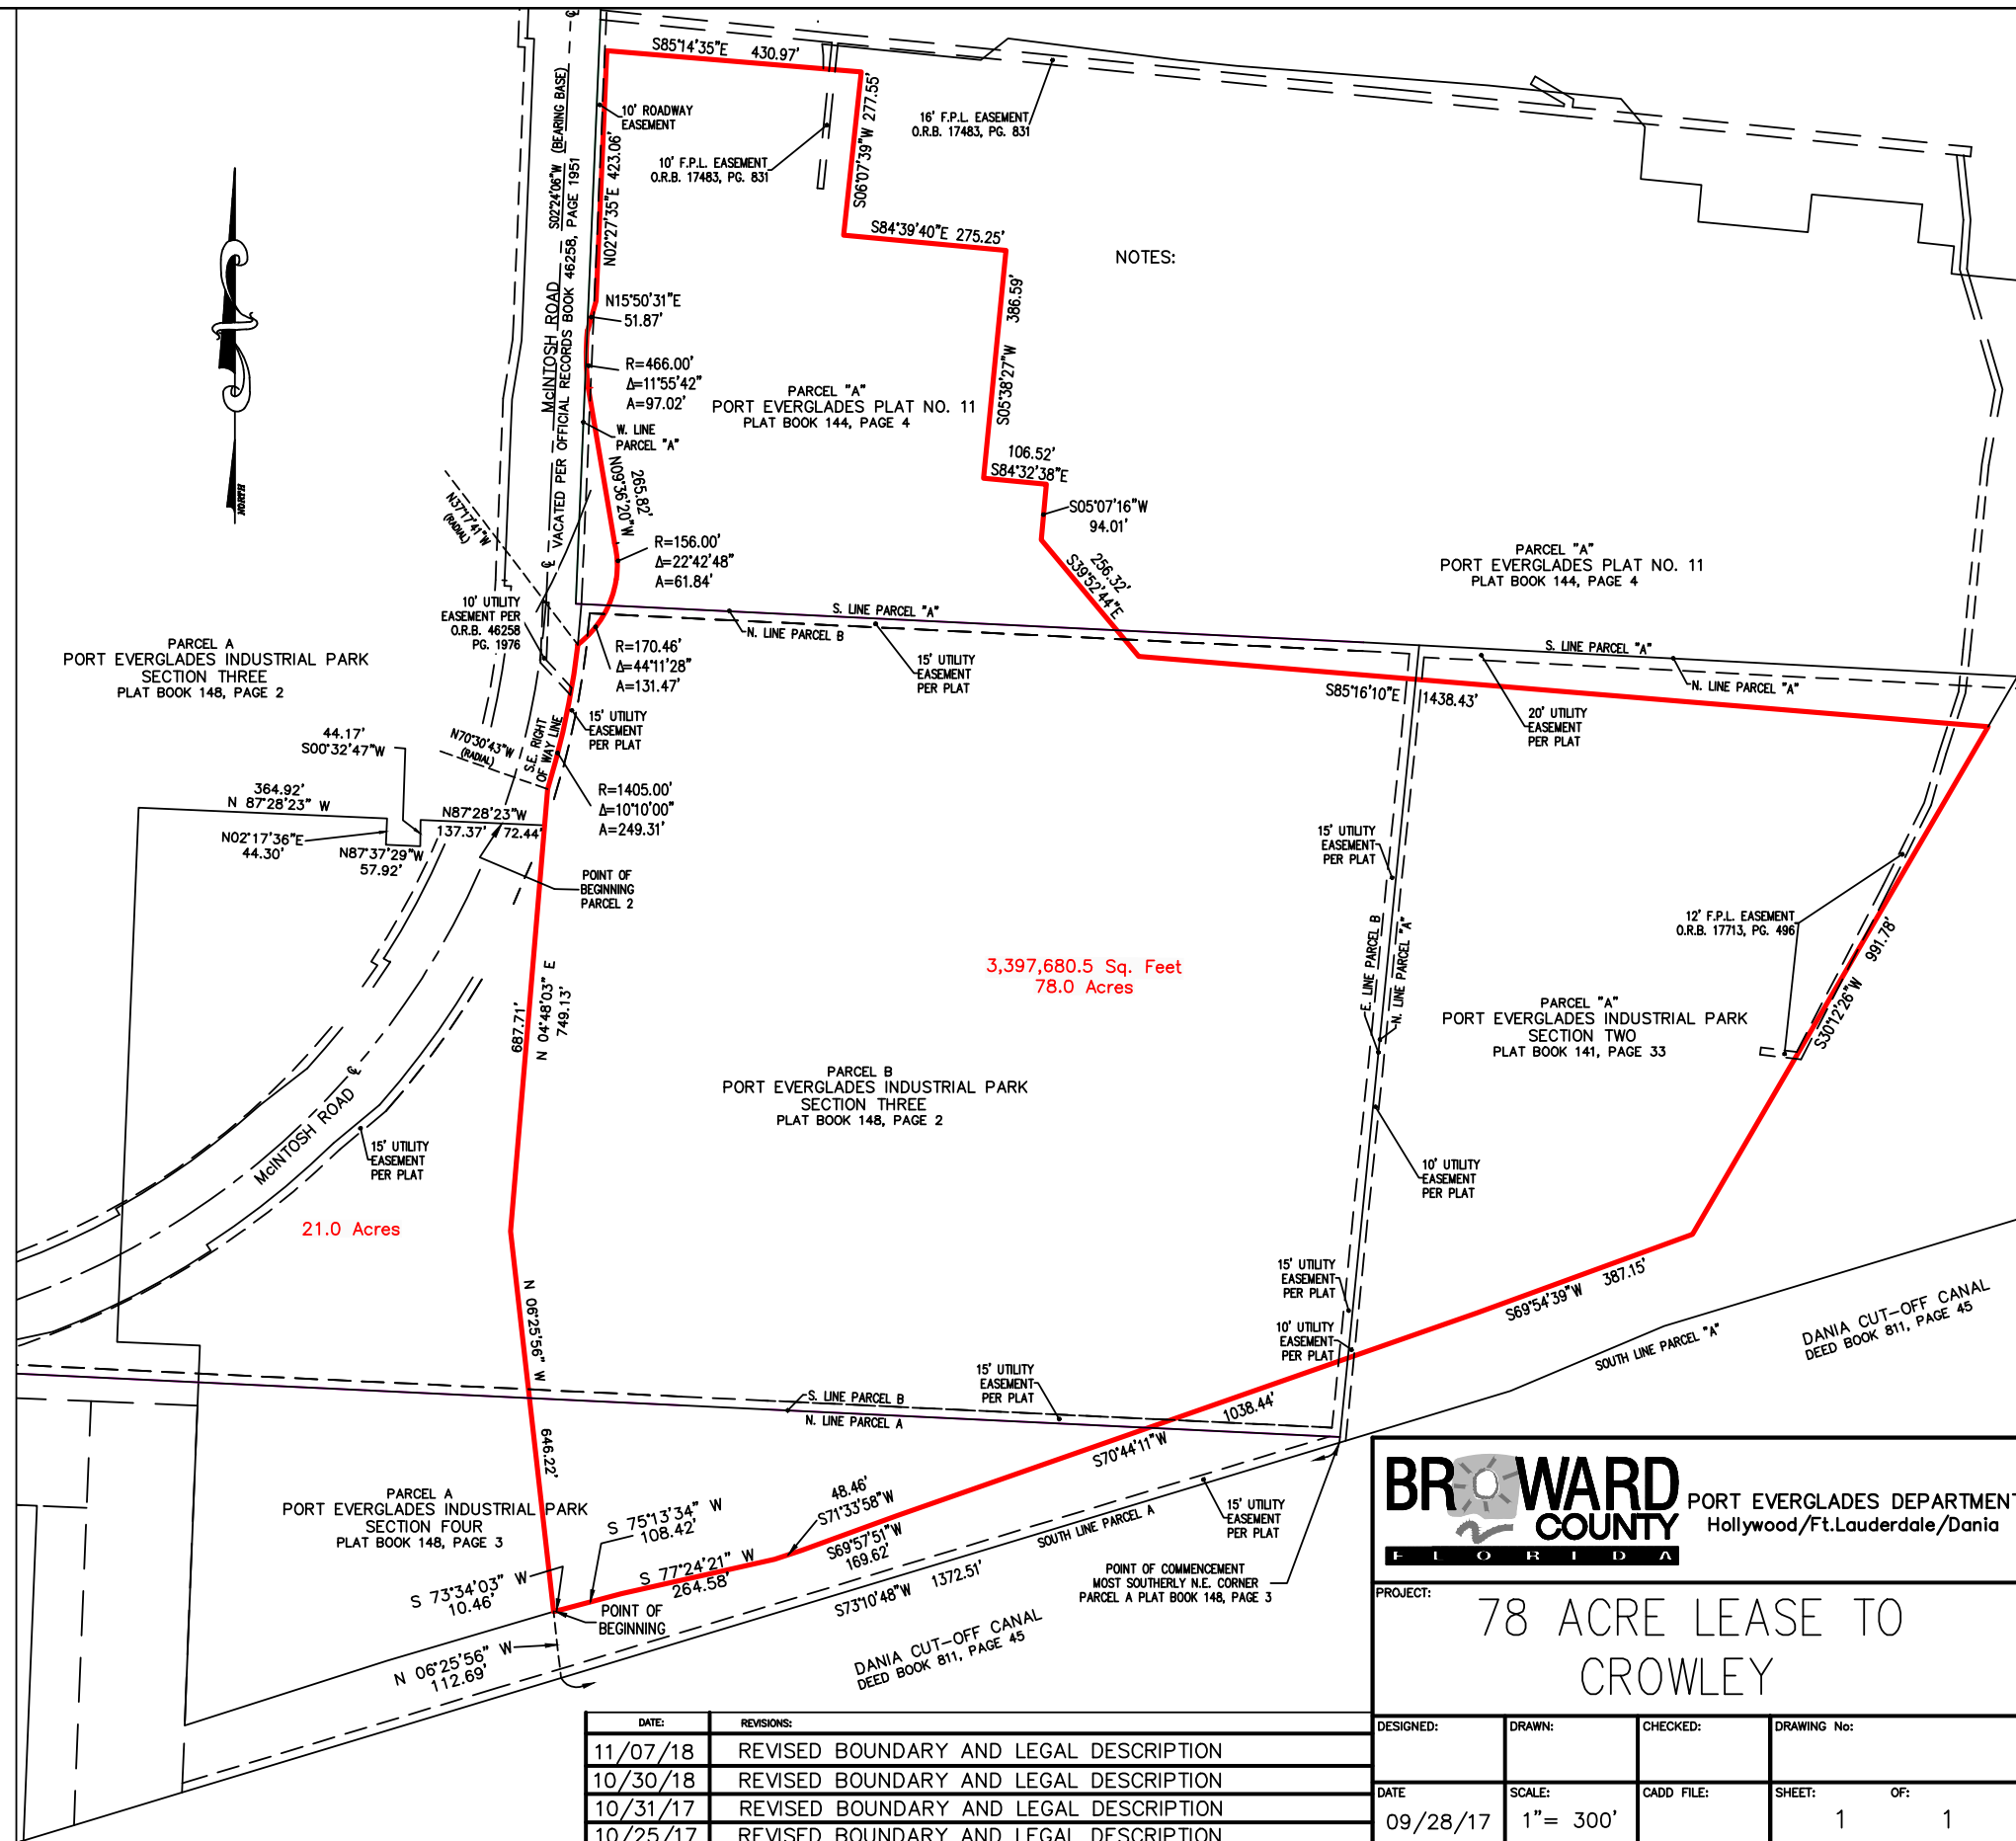 S85°14'35"E 430.97'
S06°07'39"W 277.55'
S84°39'40"E 275.25'
S05°38'27"W 386.59'
106.52'
S84°32'38"E
S05°07'16"W
94.01'
256.32'
S39°52'44"E
10' ROADWAY
EASEMENT
10' F.P.L. EASEMENT
O.R.B. 17483, PG. 831
16' F.P.L. EASEMENT
O.R.B. 17483, PG. 831
NOTES:
McINTOSH ROAD S02°24'06"W (BEARING BASE)
VACATED PER OFFICIAL RECORDS BOOK 46258, PAGE 1951
N02°27'35"E 423.06'
N15°50'31"E
51.87'
R=466.00'
Δ=11°55'42"
A=97.02'
W. LINE
PARCEL "A"
PARCEL "A"
PORT EVERGLADES PLAT NO. 11
PLAT BOOK 144, PAGE 4
265.82'
N09°36'20"W
R=156.00'
Δ=22°42'48"
A=61.84'
NORTH
N37°17'41"W
(RADIAL)
10' UTILITY
EASEMENT PER
O.R.B. 46258
PG. 1976
PARCEL "A"
PORT EVERGLADES PLAT NO. 11
PLAT BOOK 144, PAGE 4
PARCEL A
PORT EVERGLADES INDUSTRIAL PARK
SECTION THREE
PLAT BOOK 148, PAGE 2
S. LINE PARCEL "A"
N. LINE PARCEL B
15' UTILITY
EASEMENT
PER PLAT
R=170.46'
Δ=44°11'28"
A=131.47'
S. LINE PARCEL "A"
N. LINE PARCEL "A"
S85°16'10"E 1438.43'
20' UTILITY
EASEMENT
PER PLAT
15' UTILITY
EASEMENT
PER PLAT
S.E. RIGHT
OF WAY LINE
N70°30'43"W
(RADIAL)
44.17'
S00°32'47"W
364.92'
N 87°28'23" W
N02°17'36"E
44.30'
N87°28'23"W
137.37' 72.44'
N87°37'29"W
57.92'
R=1405.00'
Δ=10°10'00"
A=249.31'
POINT OF
BEGINNING
PARCEL 2
687.71'
N 04°48'03" E
749.13'
3,397,680.5 Sq. Feet
78.0 Acres
15' UTILITY
EASEMENT
PER PLAT
E. LINE PARCEL B
N. LINE PARCEL "A"
12' F.P.L. EASEMENT
O.R.B. 17713, PG. 496
S30°12'26"W 991.78'
PARCEL "A"
PORT EVERGLADES INDUSTRIAL PARK
SECTION TWO
PLAT BOOK 141, PAGE 33
PARCEL B
PORT EVERGLADES INDUSTRIAL PARK
SECTION THREE
PLAT BOOK 148, PAGE 2
McINTOSH ROAD
15' UTILITY
EASEMENT
PER PLAT
10' UTILITY
EASEMENT
PER PLAT
21.0 Acres
N 06°25'56" W
646.22'
15' UTILITY
EASEMENT
PER PLAT
10' UTILITY
EASEMENT
PER PLAT
S69°54'39"W 387.15'
SOUTH LINE PARCEL "A"
DANIA CUT-OFF CANAL
DEED BOOK 811, PAGE 45
S. LINE PARCEL B
N. LINE PARCEL A
15' UTILITY
EASEMENT
PER PLAT
1038.44'
S70°44'11"W
PARCEL A
PORT EVERGLADES INDUSTRIAL PARK
SECTION FOUR
PLAT BOOK 148, PAGE 3
S 75°13'34" W
108.42'
48.46'
S71°33'58"W
S69°57'51"W
169.62'
S 77°24'21" W
264.58'
S 73°34'03" W
10.46'
POINT OF
BEGINNING
N 06°25'56" W
112.69'
S73°10'48"W 1372.51'
SOUTH LINE PARCEL A
15' UTILITY
EASEMENT
PER PLAT
POINT OF COMMENCEMENT
MOST SOUTHERLY N.E. CORNER
PARCEL A PLAT BOOK 148, PAGE 3
DANIA CUT-OFF CANAL
DEED BOOK 811, PAGE 45
BROWARD
COUNTY
FLORIDA
PORT EVERGLADES DEPARTMENT
Hollywood/Ft.Lauderdale/Dania
PROJECT:
78 ACRE LEASE TO
CROWLEY
DESIGNED: DRAWN: CHECKED: DRAWING No:
DATE SCALE: CADD FILE: SHEET: OF:
09/28/17 1"= 300' 1 1
DATE: REVISIONS:
11/07/18 REVISED BOUNDARY AND LEGAL DESCRIPTION
10/30/18 REVISED BOUNDARY AND LEGAL DESCRIPTION
10/31/17 REVISED BOUNDARY AND LEGAL DESCRIPTION
10/25/17 REVISED BOUNDARY AND LEGAL DESCRIPTION